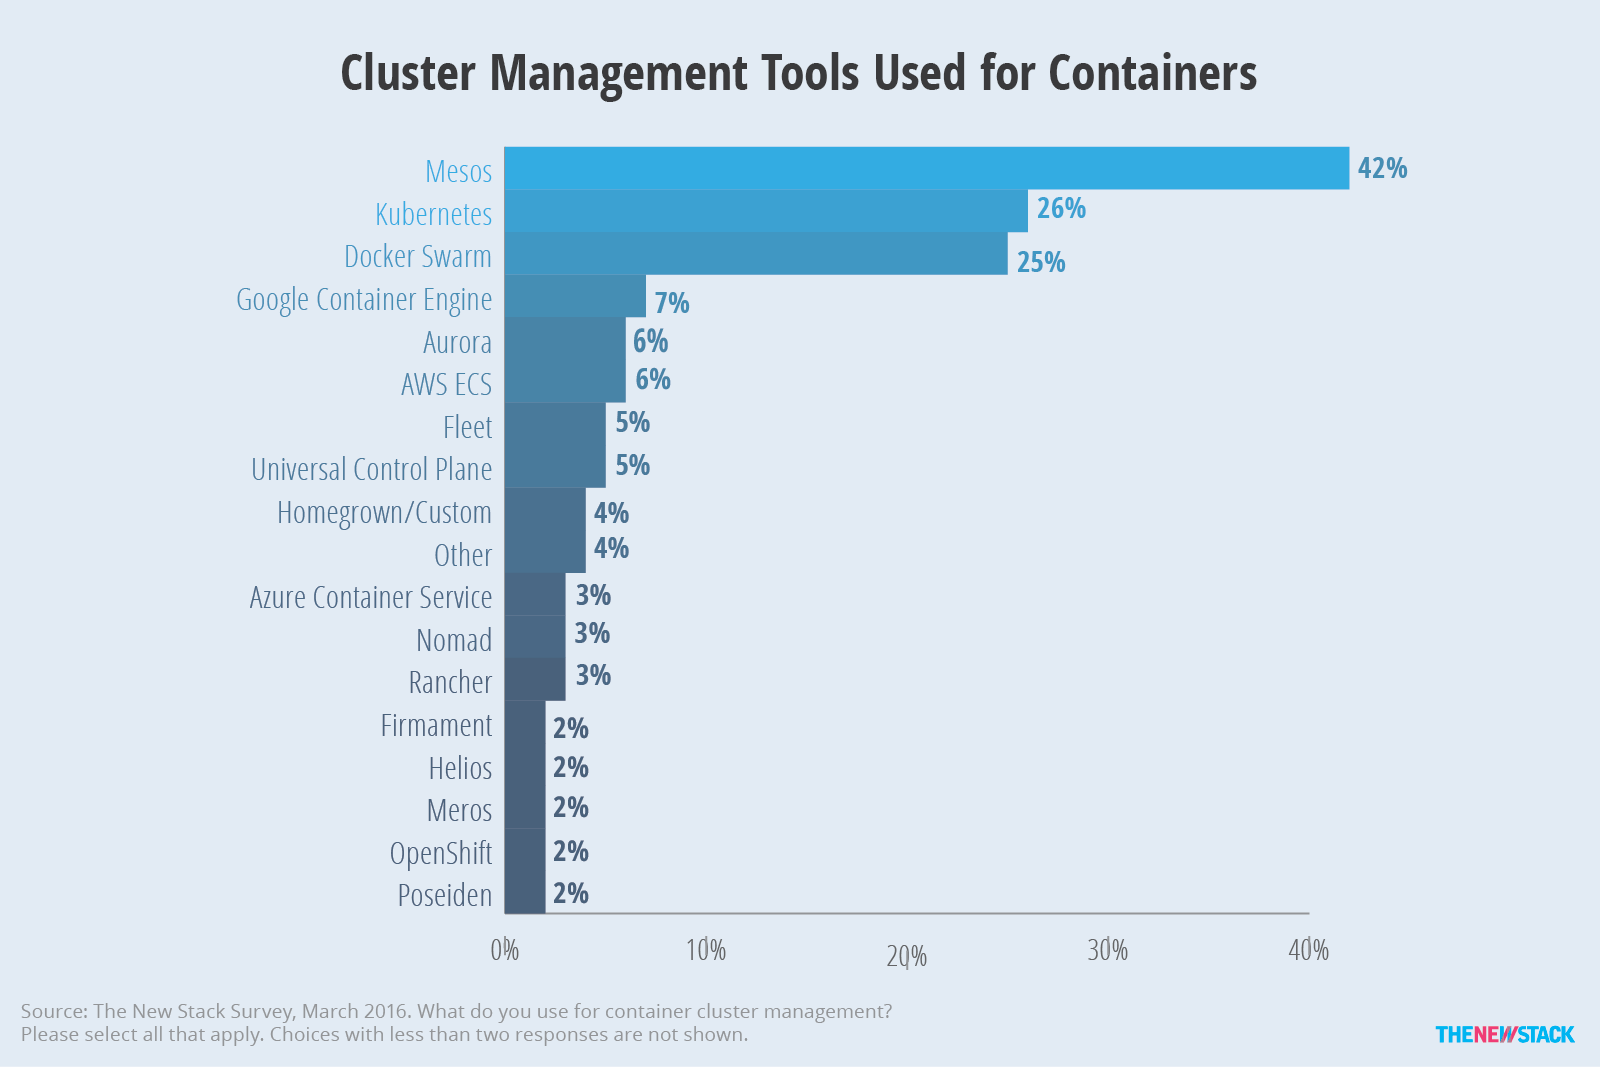 Cluster Management Tools Used for Containers
Mesos 42%
Kubernetes 26%
Docker Swarm 25%
Google Container Engine 7%
Aurora 6%
AWS ECS 6%
Fleet 5%
Universal Control Plane 5%
Homegrown/Custom 4%
Other 4%
Azure Container Service 3%
Nomad 3%
Rancher 3%
Firmament 2%
Helios 2%
Meros 2%
OpenShift 2%
Poseiden 2%
0% 10% 20% 30% 40%
Source: The New Stack Survey, March 2016. What do you use for container cluster management?
Please select all that apply. Choices with less than two responses are not shown.
THENEWSTACK